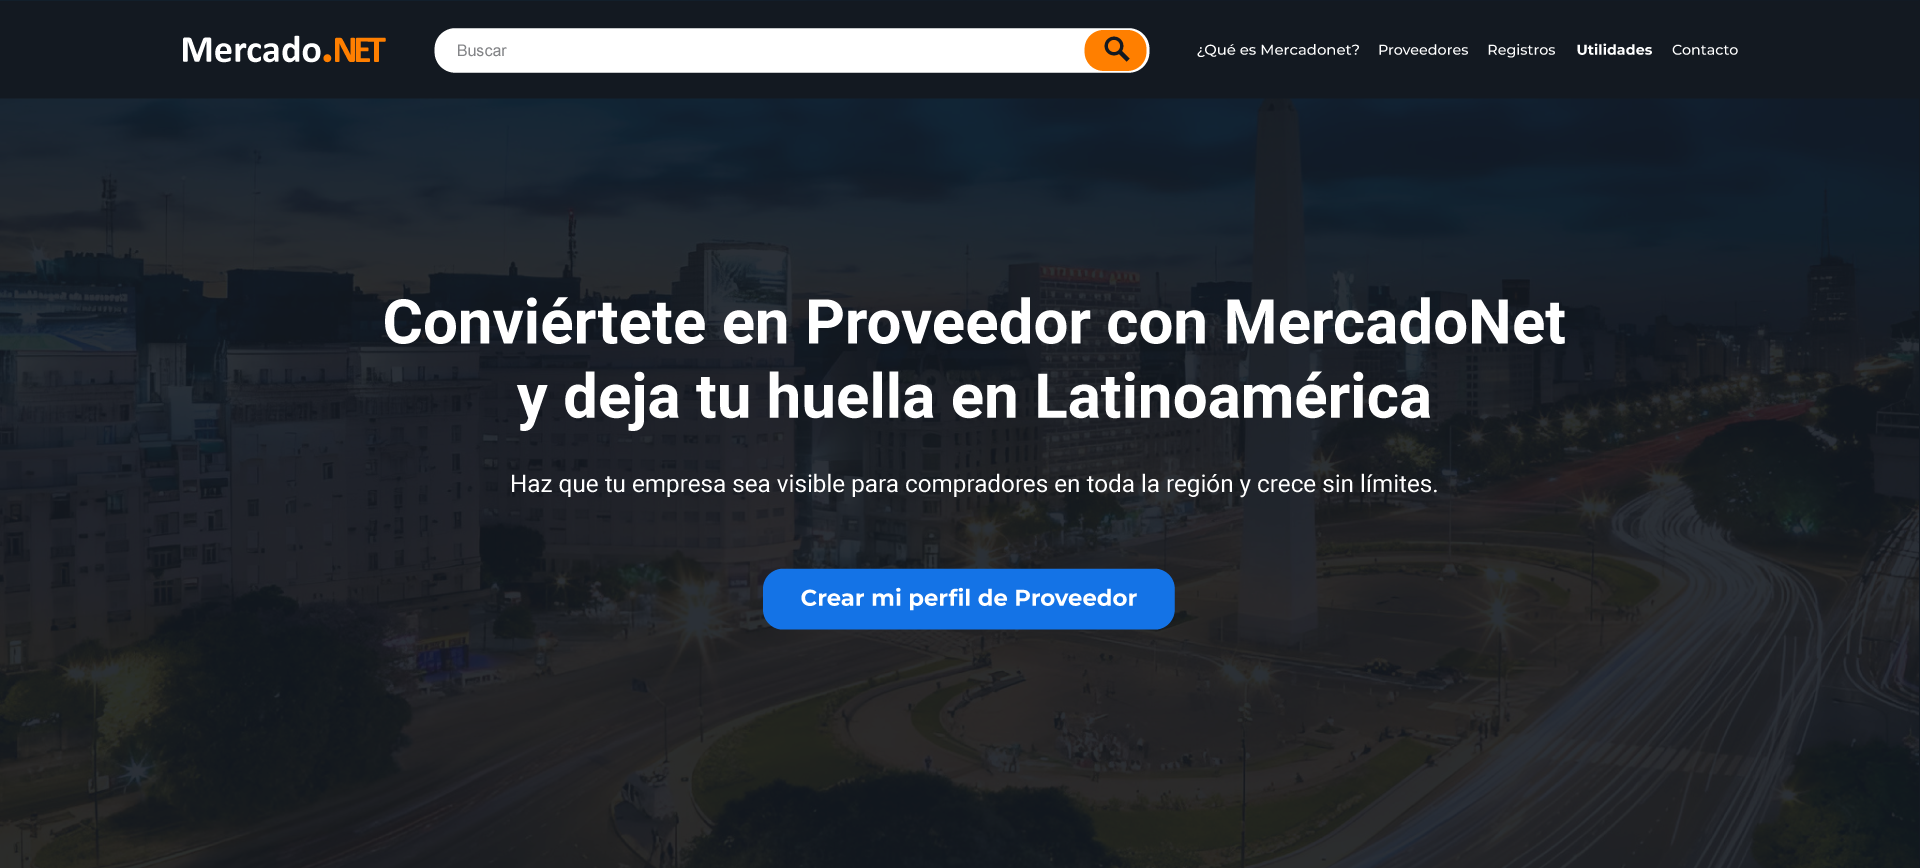 Mercado.NET
Buscar
¿Qué es Mercadonet? Proveedores Registros Utilidades Contacto
Conviértete en Proveedor con MercadoNet
y deja tu huella en Latinoamérica
Haz que tu empresa sea visible para compradores en toda la región y crece sin límites.
Crear mi perfil de Proveedor